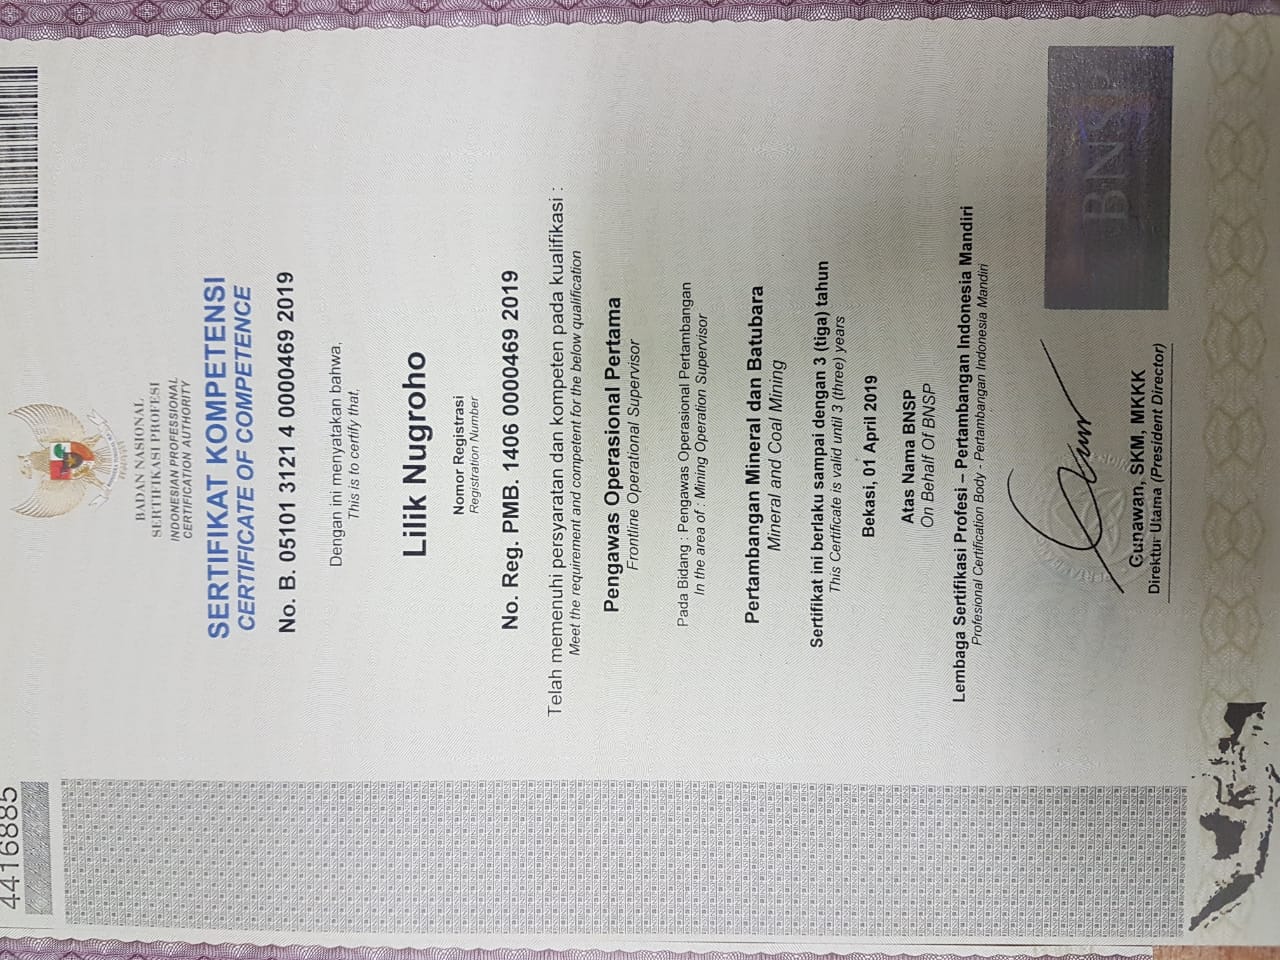 4416885
BADAN NASIONAL
SERTIFIKASI PROFESI
INDONESIAN PROFESSIONAL
CERTIFICATION AUTHORITY
SERTIFIKAT KOMPETENSI
CERTIFICATE OF COMPETENCE
No. B. 05101 3121 4 0000469 2019
Dengan ini menyatakan bahwa,
This is to certify that,
Lilik Nugroho
Nomor Registrasi
Registration Number
No. Reg. PMB. 1406 0000469 2019
Telah memenuhi persyaratan dan kompeten pada kualifikasi :
Meet the requirement and competent for the below qualification
Pengawas Operasional Pertama
Frontline Operational Supervisor
Pada Bidang : Pengawas Operasional Pertambangan
In the area of : Mining Operation Supervisor
Pertambangan Mineral dan Batubara
Mineral and Coal Mining
Sertifikat ini berlaku sampai dengan 3 (tiga) tahun
This Certificate is valid until 3 (three) years
Bekasi, 01 April 2019
Atas Nama BNSP
On Behalf Of BNSP
Lembaga Sertifikasi Profesi – Pertambangan Indonesia Mandiri
Profesional Certification Body - Pertambangan Indonesia Mandiri
BNSP
Gunawan, SKM, MKKK
Direktur Utama (President Director)